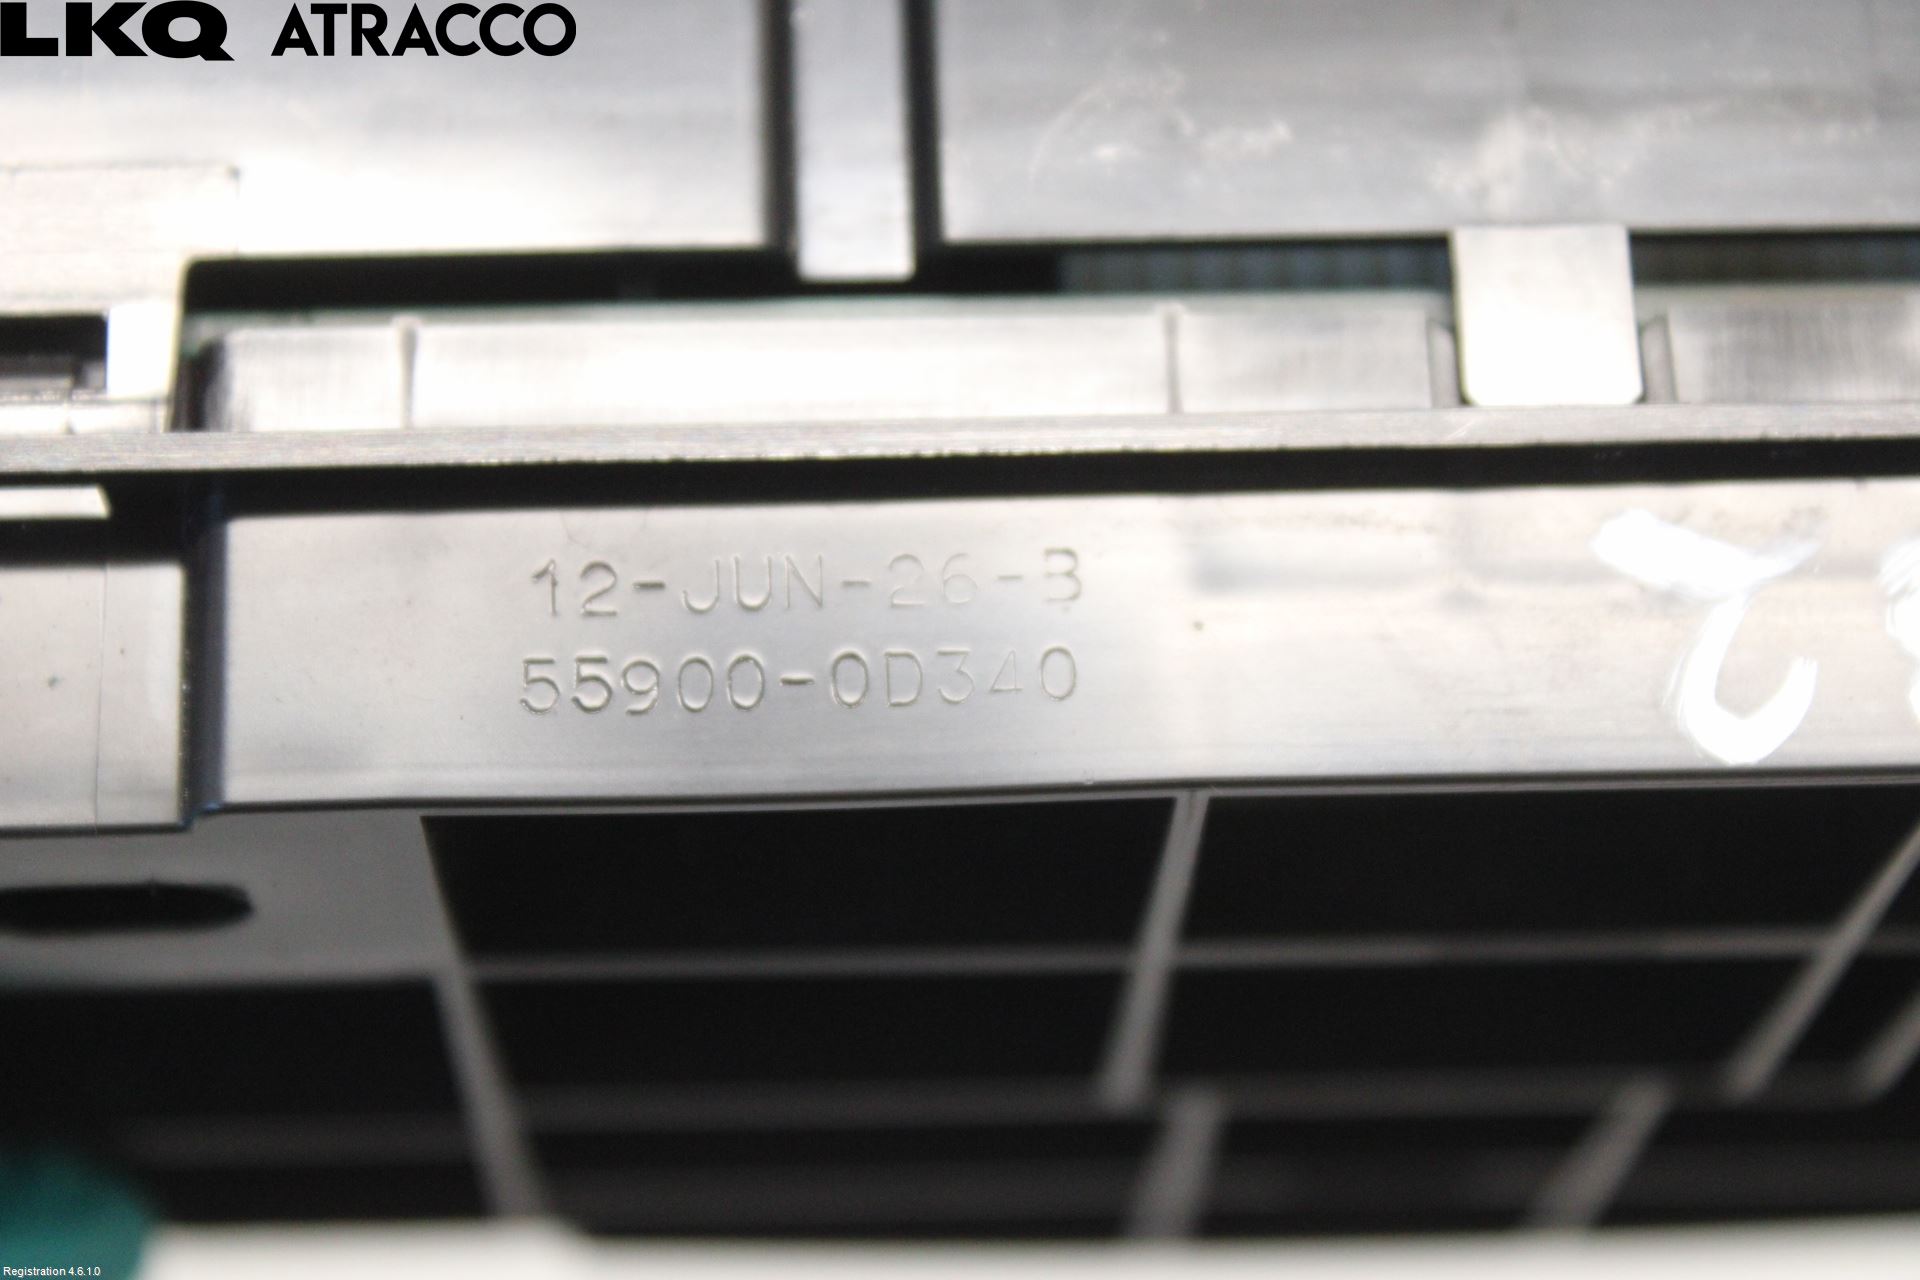 LKQ ATRACCO
12-JUN-26-B
55900-0D340
Registration 4.6.1.0